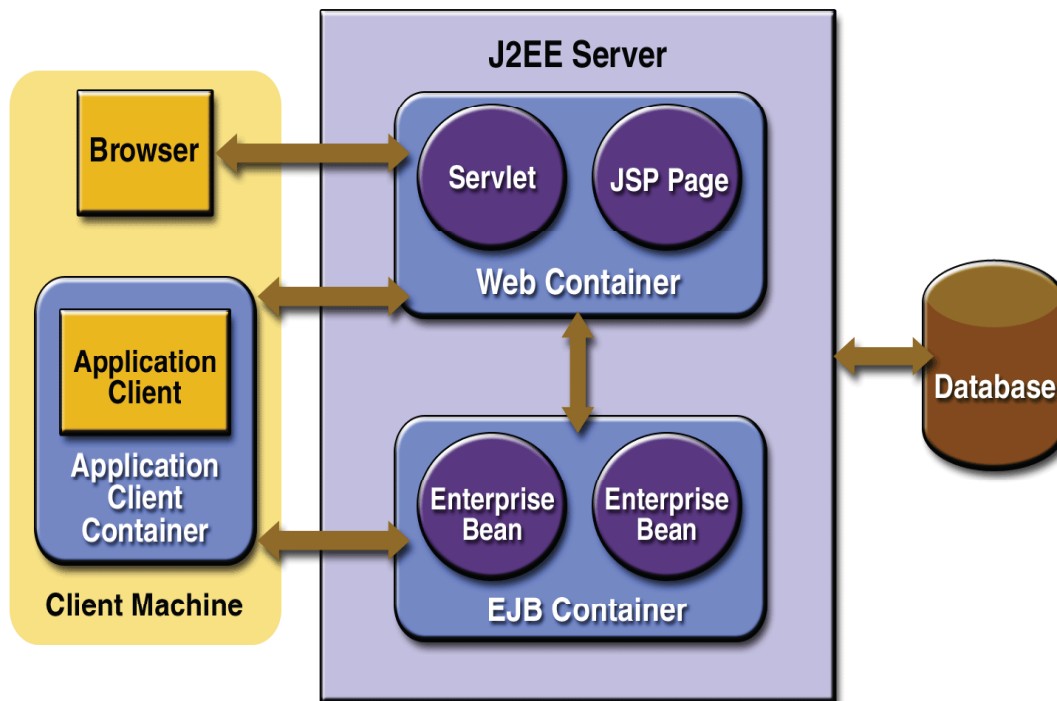 J2EE Server
Browser
Servlet
JSP Page
Web Container
Application
Client
Application
Client
Container
Client Machine
Enterprise
Bean
Enterprise
Bean
EJB Container
Database